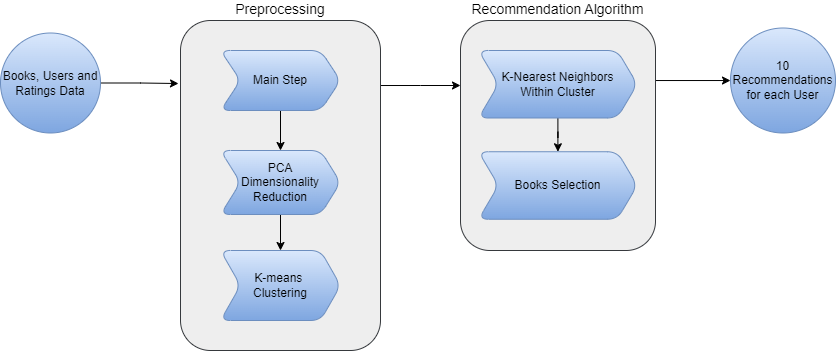 Preprocessing
Recommendation Algorithm
Books, Users and
Ratings Data
Main Step
PCA
Dimensionality
Reduction
K-means
Clustering
K-Nearest Neighbors
Within Cluster
Books Selection
10
Recommendations
for each User